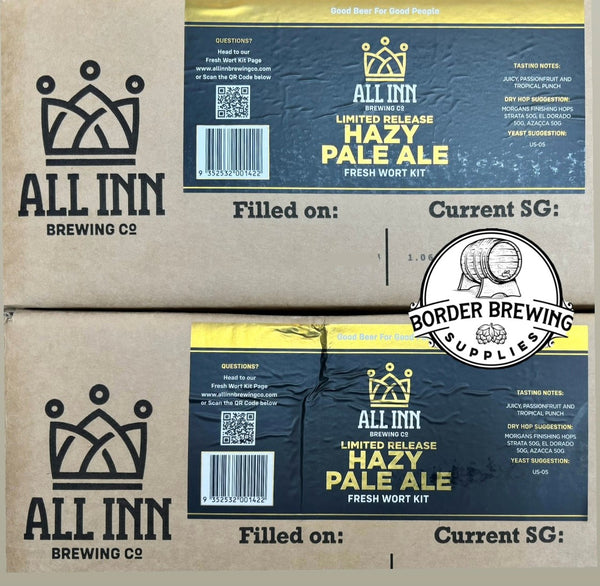 Good Beer For Good People
QUESTIONS?
Head to our
Fresh Wort Kit Page
www.allinnbrewingco.com
or Scan the QR Code below
9 352532 001422
ALL INN
BREWING Co
LIMITED RELEASE
HAZY
PALE ALE
FRESH WORT KIT
TASTING NOTES:
JUICY, PASSIONFRUIT AND
TROPICAL PUNCH
DRY HOP SUGGESTION:
MORGANS FINISHING HOPS
STRATA 50G, EL DORADO
50G, AZACCA 50G
YEAST SUGGESTION:
US-05
ALL INN
BREWING Co
Filled on:
Current SG:
1.06
BORDER BREWING
SUPPLIES
Good Beer For Good
QUESTIONS?
Head to our
Fresh Wort Kit Page
www.allinnbrewingco.com
or Scan the QR Code below
9 352532 001422
ALL INN
BREWING Co
LIMITED RELEASE
HAZY
PALE ALE
FRESH WORT KIT
TASTING NOTES:
JUICY, PASSIONFRUIT AND
TROPICAL PUNCH
DRY HOP SUGGESTION:
MORGANS FINISHING HOPS
STRATA 50G, EL DORADO
50G, AZACCA 50G
YEAST SUGGESTION:
US-05
ALL INN
BREWING Co
Filled on:
Current SG: